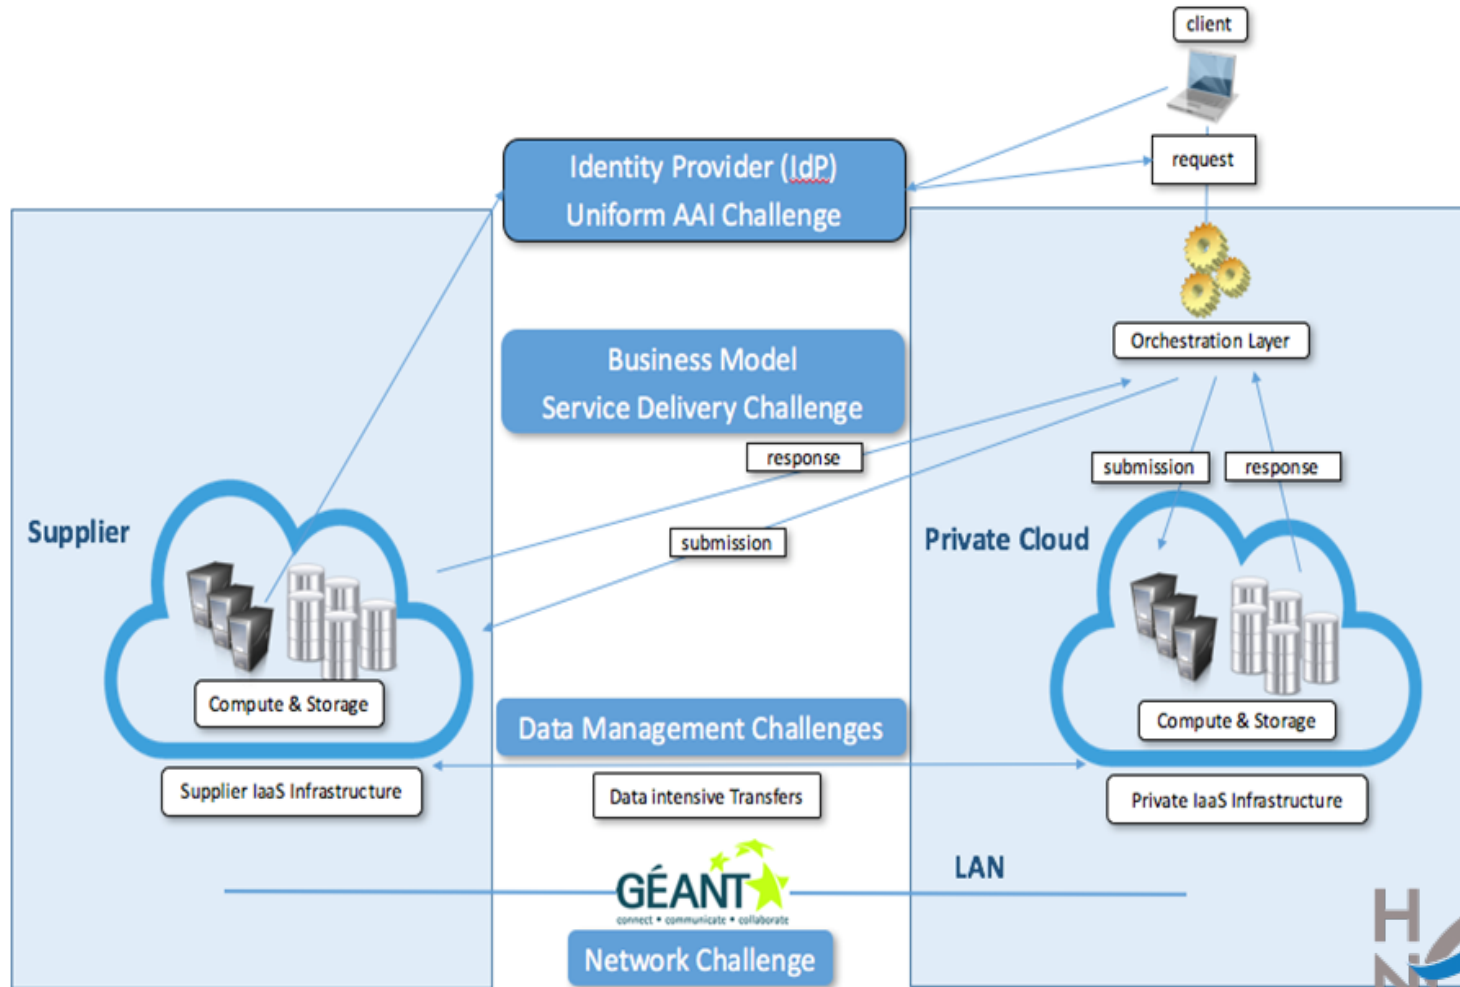 client
Identity Provider (IdP)
Uniform AAI Challenge
request
Business Model
Service Delivery Challenge
Orchestration Layer
response
submission
response
submission
Supplier
Private Cloud
Compute & Storage
Compute & Storage
Data Management Challenges
Supplier IaaS Infrastructure
Data intensive Transfers
Private IaaS Infrastructure
LAN
GÉANT
connect • communicate • collaborate
Network Challenge
H
N